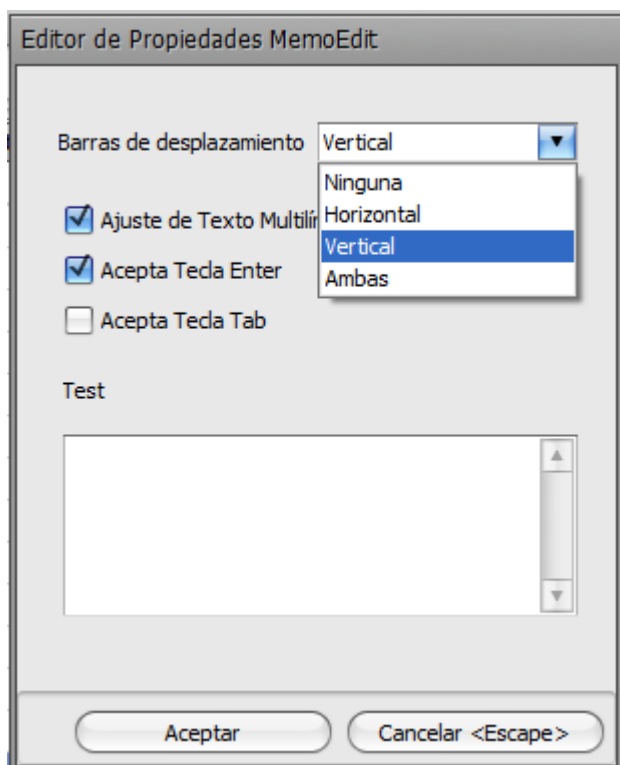 Editor de Propiedades MemoEdit
Barras de desplazamiento Vertical
Ninguna
Horizontal
Vertical
Ambas
Ajuste de Texto
Acepta Tecla Enter
Acepta Tecla Tab
Test
Aceptar
Cancelar <Escape>